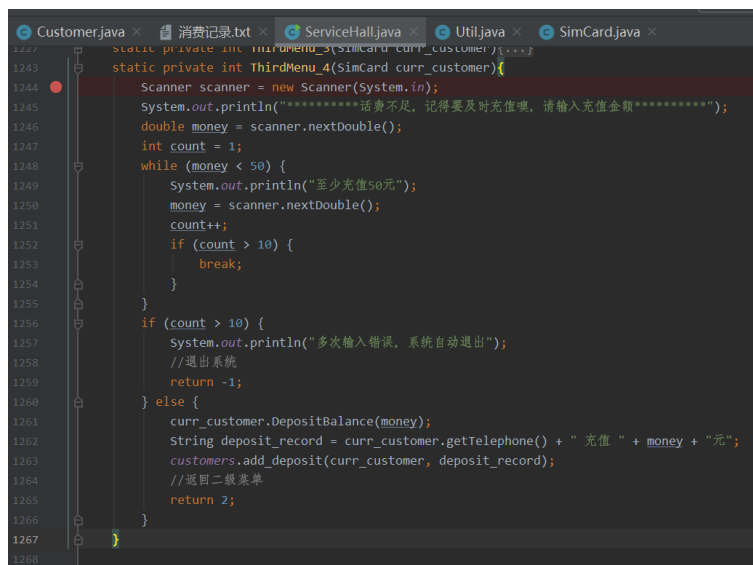 Customer.java × 消费记录.txt × ServiceHall.java × Util.java × SimCard.java ×
1227 static private int ThirdMenu_3(SimCard curr_customer){...}
1243 static private int ThirdMenu_4(SimCard curr_customer){
1244 Scanner scanner = new Scanner(System.in);
1245 System.out.println("**********话费不足，记得要及时充值噢，请输入充值金额**********");
1246 double money = scanner.nextDouble();
1247 int count = 1;
1248 while (money < 50) {
1249 System.out.println("至少充值50元");
1250 money = scanner.nextDouble();
1251 count++;
1252 if (count > 10) {
1253 break;
1254 }
1255 }
1256 if (count > 10) {
1257 System.out.println("多次输入错误，系统自动退出");
1258 //退出系统
1259 return -1;
1260 } else {
1261 curr_customer.DepositBalance(money);
1262 String deposit_record = curr_customer.getTelephone() + " 充值 " + money + "元";
1263 customers.add_deposit(curr_customer, deposit_record);
1264 //返回二级菜单
1265 return 2;
1266 }
1267 }
1268